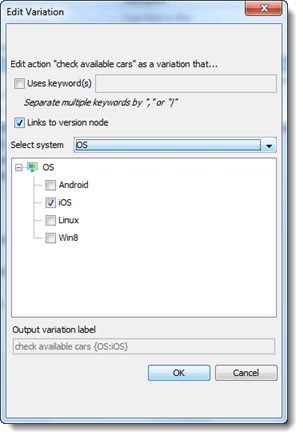 Edit Variation
Edit action "check available cars" as a variation that...
Uses keyword(s)
Separate multiple keywords by "," or "|"
Links to version node
Select system OS
OS
Android
iOS
Linux
Win8
Output variation label
check available cars {OS:iOS}
OK Cancel